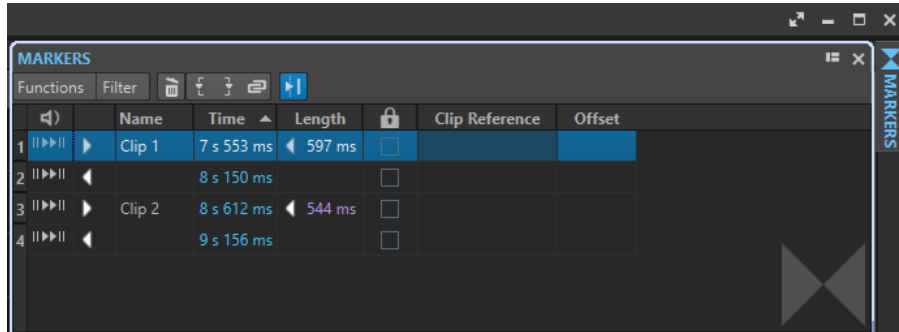 MARKERS
Functions Filter
Name Time Length Clip Reference Offset
1 Clip 1 7 s 553 ms 597 ms
2 8 s 150 ms
3 Clip 2 8 s 612 ms 544 ms
4 9 s 156 ms
MARKERS